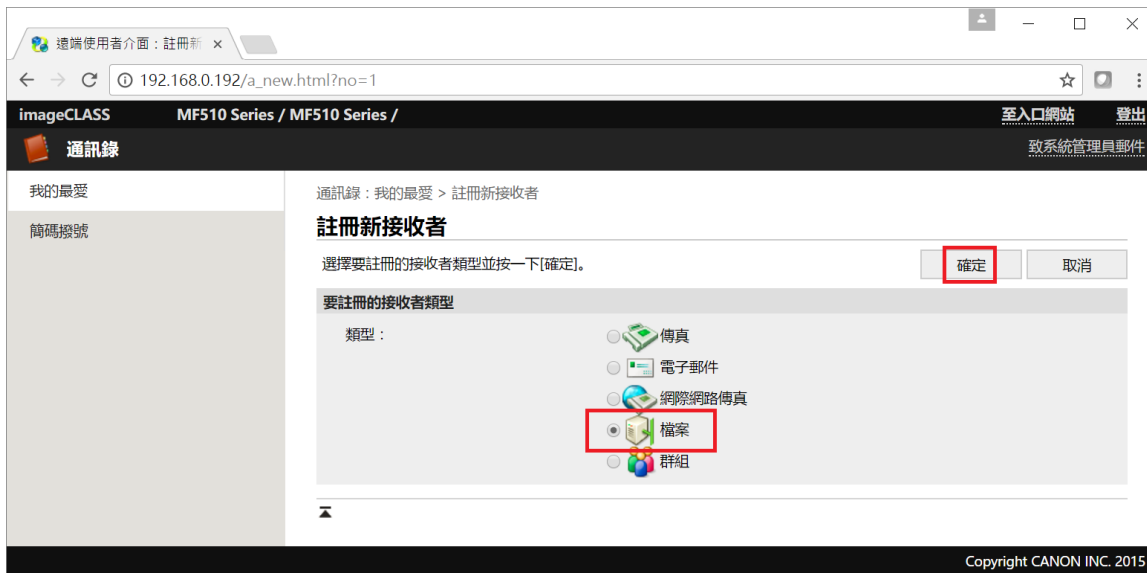 遠端使用者介面：註冊新
192.168.0.192/a_new.html?no=1
imageCLASS MF510 Series / MF510 Series / 至入口網站 登出
通訊錄 致系統管理員郵件
我的最愛
簡碼撥號
通訊錄：我的最愛 > 註冊新接收者
註冊新接收者
選擇要註冊的接收者類型並按一下[確定]。 確定 取消
要註冊的接收者類型
類型： 傳真
電子郵件
網際網路傳真
檔案
群組
Copyright CANON INC. 2015